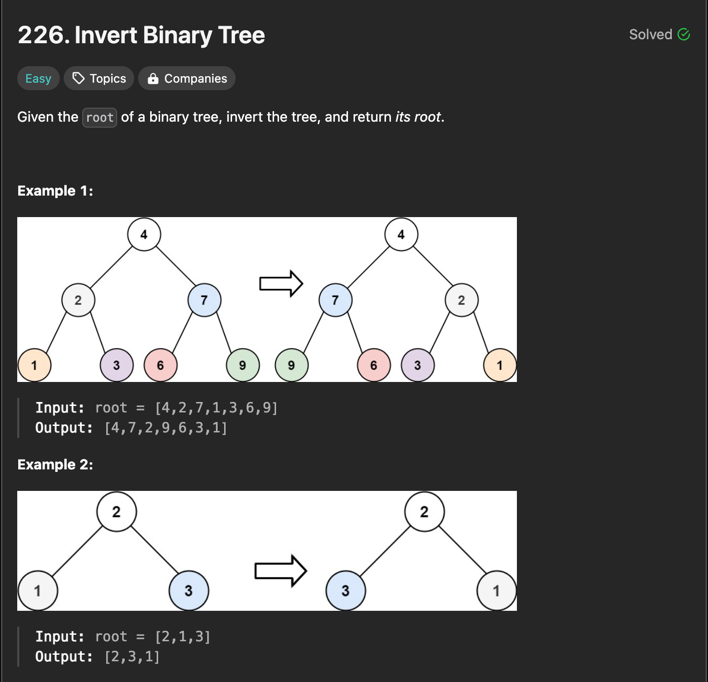 226. Invert Binary Tree
Solved
Easy Topics Companies
Given the root of a binary tree, invert the tree, and return its root.
Example 1:
4 4
2 7 7 2
1 3 6 9 9 6 3 1
Input: root = [4,2,7,1,3,6,9]
Output: [4,7,2,9,6,3,1]
Example 2:
2 2
1 3 3 1
Input: root = [2,1,3]
Output: [2,3,1]